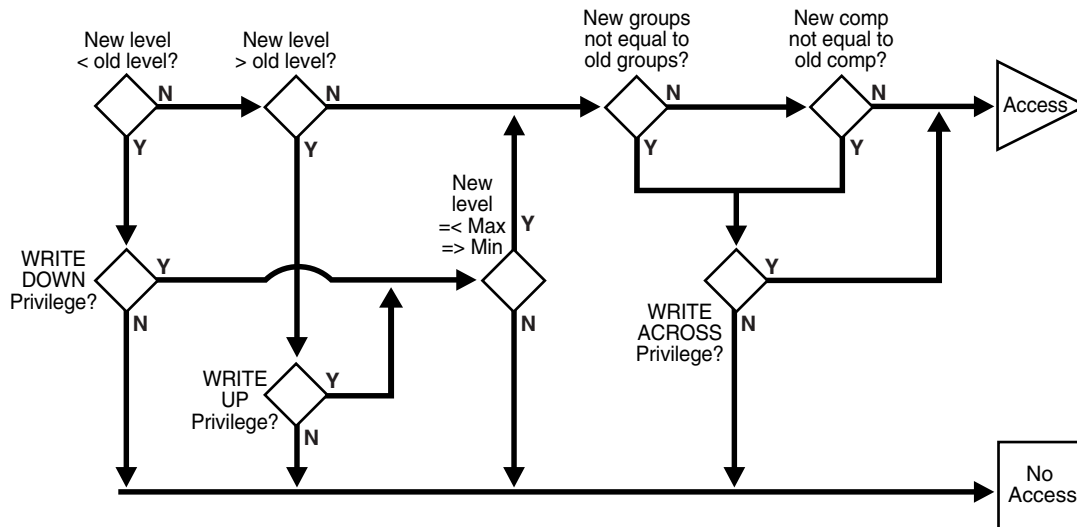 New level
< old level?
New level
> old level?
New groups
not equal to
old groups?
New comp
not equal to
old comp?
N
N
N
N
Access
Y
Y
Y
Y
New
level
=< Max
=> Min
Y
WRITE
DOWN
Privilege?
Y
N
N
WRITE
ACROSS
Privilege?
Y
N
WRITE
UP
Privilege?
Y
N
No
Access